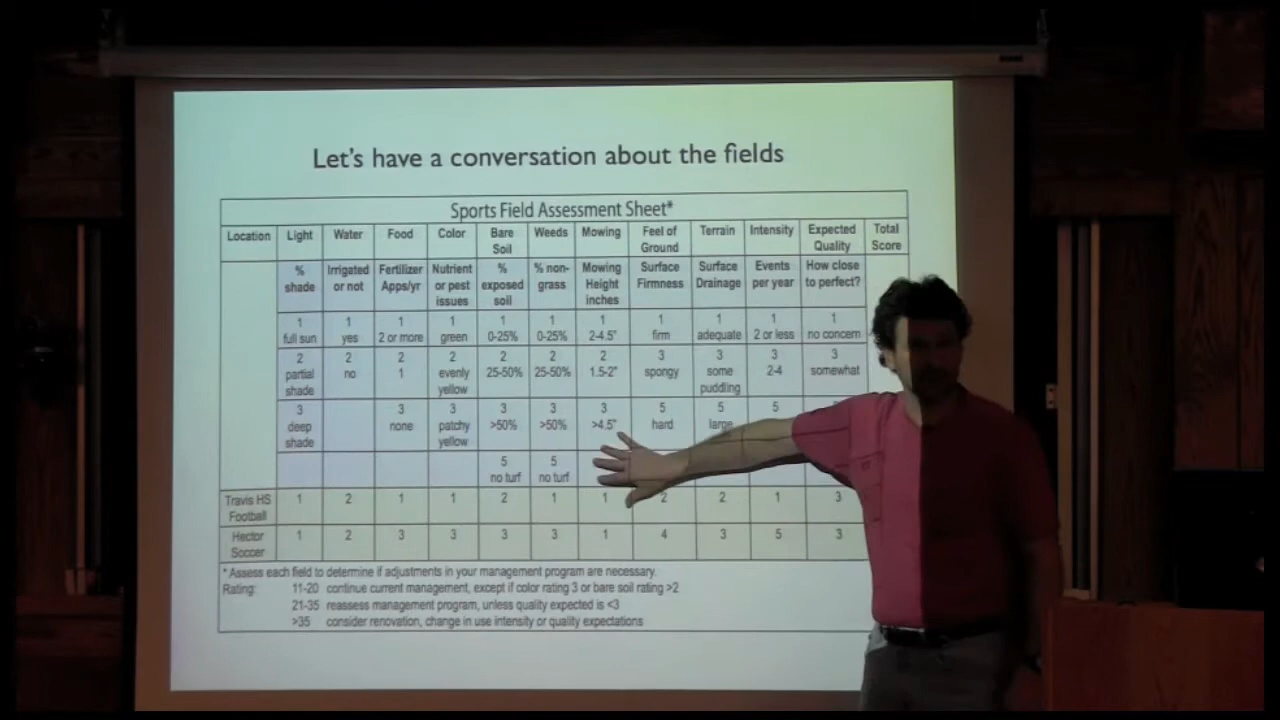 Let's have a conversation about the fields
Sports Field Assessment Sheet*
Location Light Water Food Color Bare Soil Weeds Mowing Feel of Ground Terrain Intensity Expected Quality Total Score
% shade Irrigated or not Fertilizer Apps/yr Nutrient or pest issues % exposed soil % non-grass Mowing Height inches Surface Firmness Surface Drainage Events per year How close to perfect?
1 full sun 1 yes 1 2 or more 1 green 1 0-25% 1 0-25% 1 2-4.5" 1 firm 1 adequate 1 2 or less 1 no concern
2 partial shade 2 no 2 1 2 evenly yellow 2 25-50% 2 25-50% 2 1.5-2" 3 spongy 3 some puddling 3 2-4 3 somewhat
3 deep shade 3 none 3 patchy yellow 3 >50% 3 >50% 3 >4.5" 5 hard 5 large 5
5 no turf 5 no turf
Travis HS Football 1 2 1 1 2 1 1 2 2 1 3
Hector Soccer 1 2 3 3 3 3 1 4 3 5 3
* Assess each field to determine if adjustments in your management program are necessary.
Rating: 11-20 continue current management, except if color rating 3 or bare soil rating >2
21-35 reassess management program, unless quality expected is <3
>35 consider renovation, change in use intensity or quality expectations